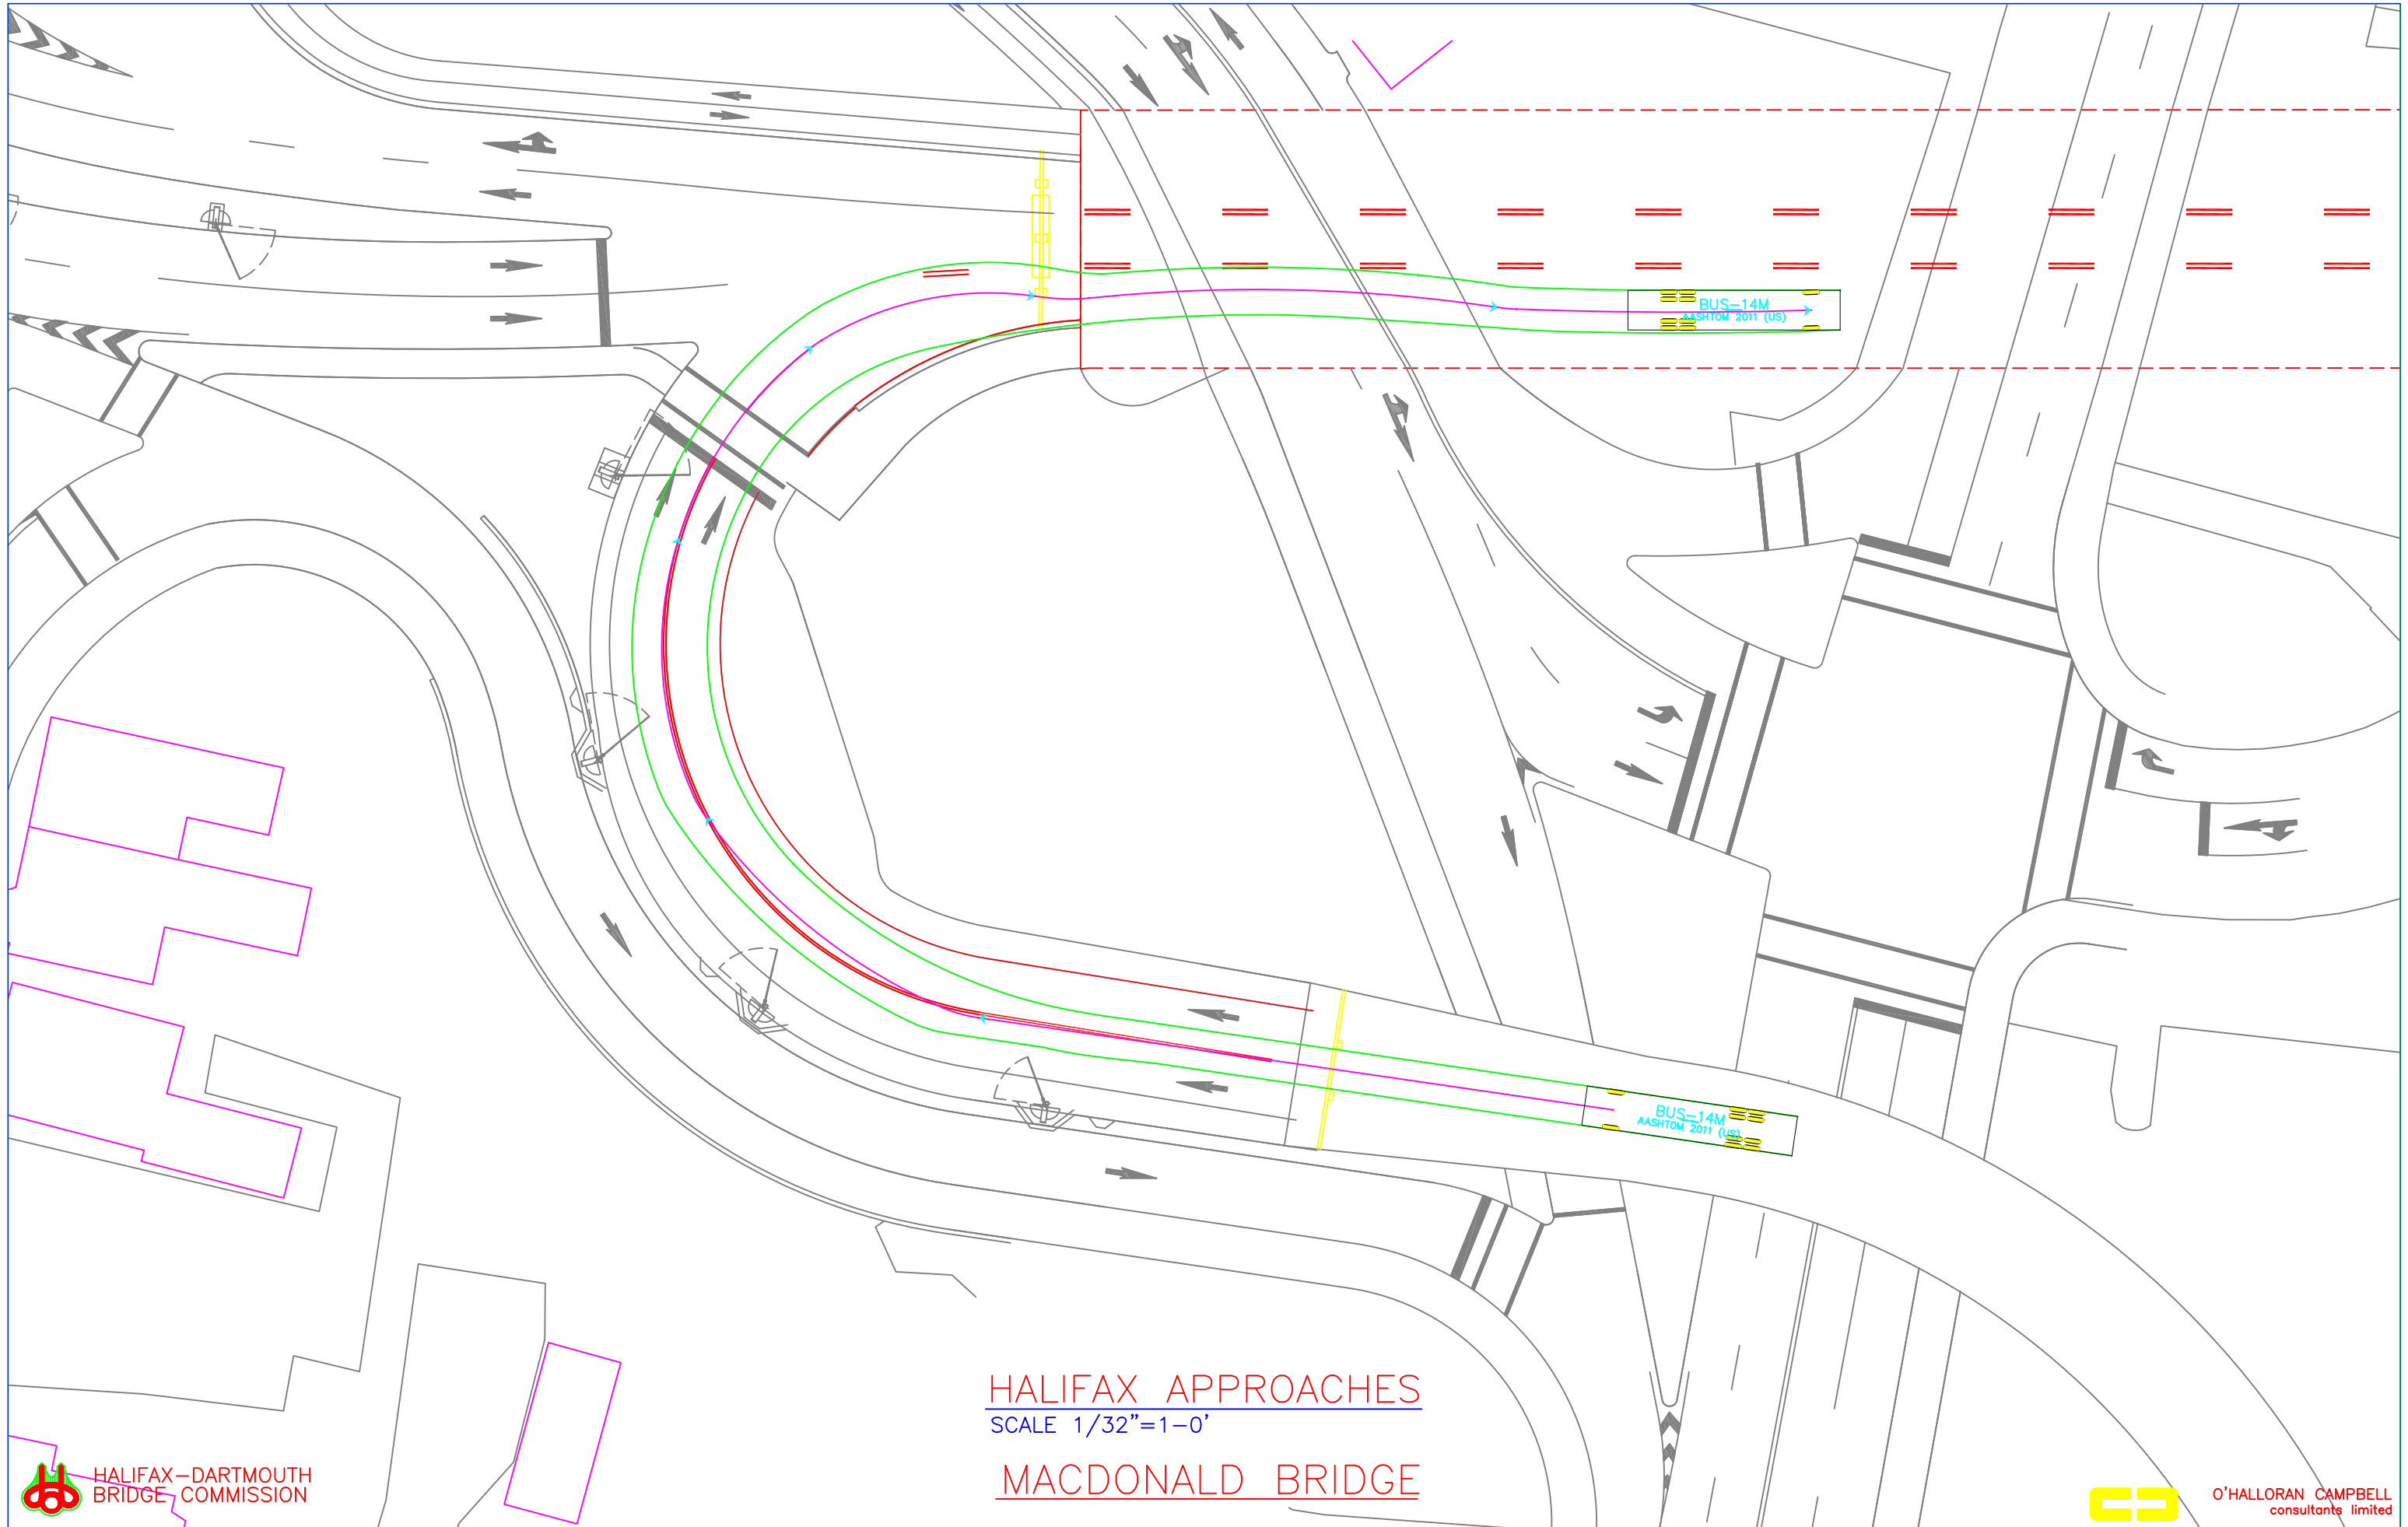 BUS-14M
AASHTOM 2011 (US)
BUS-14M
AASHTOM 2011 (US)
HALIFAX APPROACHES
SCALE 1/32"=1-0'
MACDONALD BRIDGE
HALIFAX-DARTMOUTH
BRIDGE COMMISSION
O'HALLORAN CAMPBELL
consultants limited